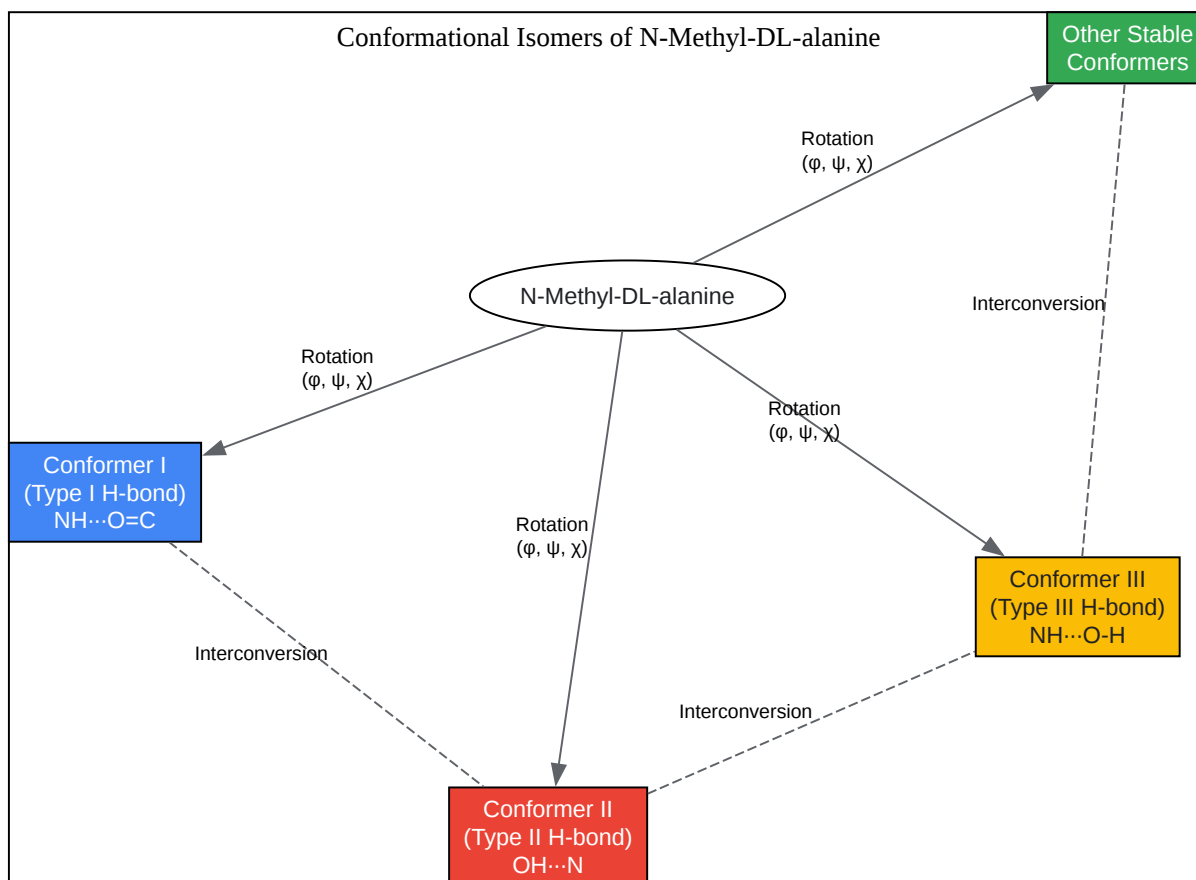 Conformational Isomers of N-Methyl-DL-alanine
Other Stable
Conformers
Rotation
(φ, ψ, χ)
N-Methyl-DL-alanine
Interconversion
Rotation
(φ, ψ, χ)
Rotation
(φ, ψ, χ)
Conformer I
(Type I H-bond)
NH···O=C
Rotation
(φ, ψ, χ)
Conformer III
(Type III H-bond)
NH···O-H
Interconversion
Interconversion
Conformer II
(Type II H-bond)
OH···N